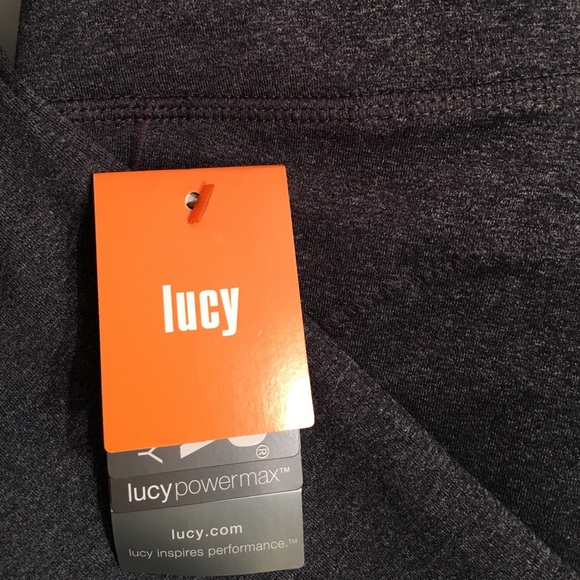 lucy
lucypowermax™
lucy.com
lucy inspires performance.™